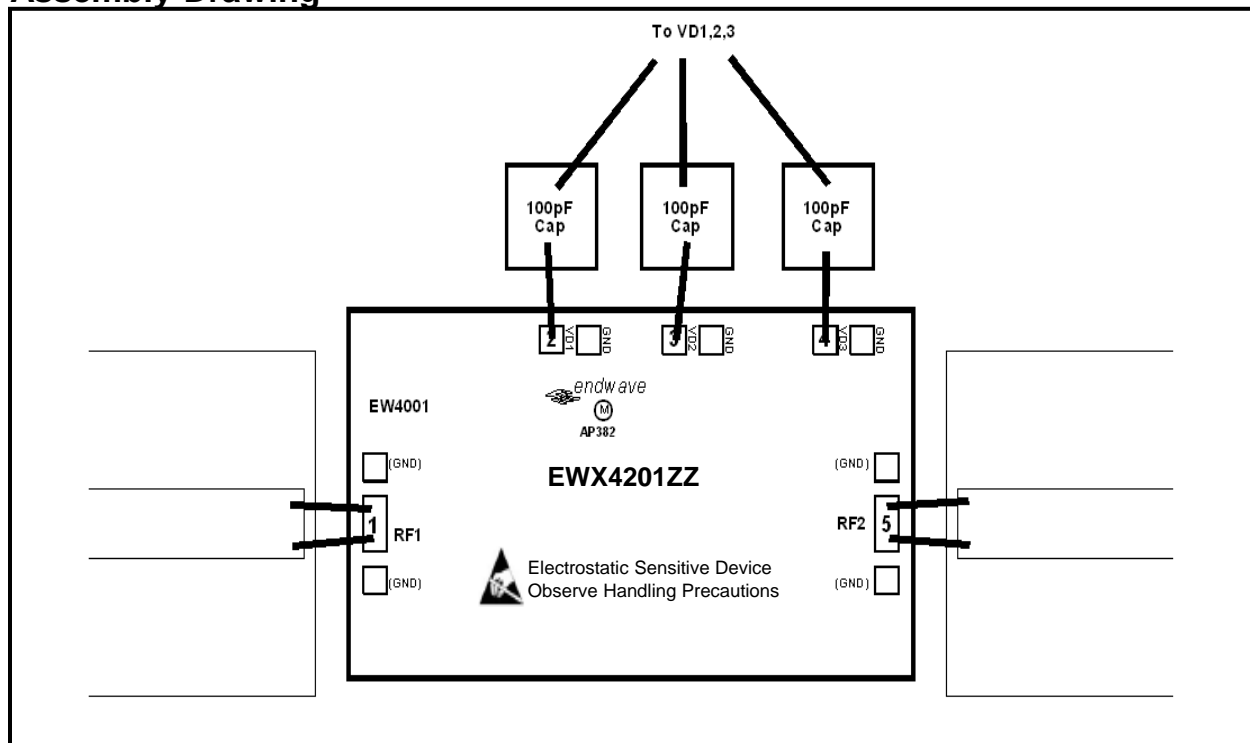 Assembly Drawing
To VD1,2,3
100pF
Cap
100pF
Cap
100pF
Cap
2
VD1
GND
3
VD2
GND
4
VD3
GND
endwave
M
AP382
EW4001
EWX4201ZZ
(GND)
(GND)
1
RF1
RF2
5
(GND)
(GND)
Electrostatic Sensitive Device
Observe Handling Precautions